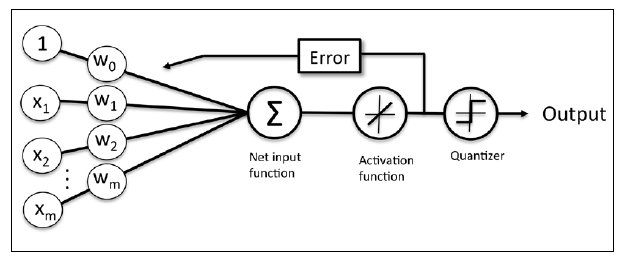 1
w0
Error
x1
w1
Σ
Output
x2
w2
⋮
xm
wm
Net input
function
Activation
function
Quantizer